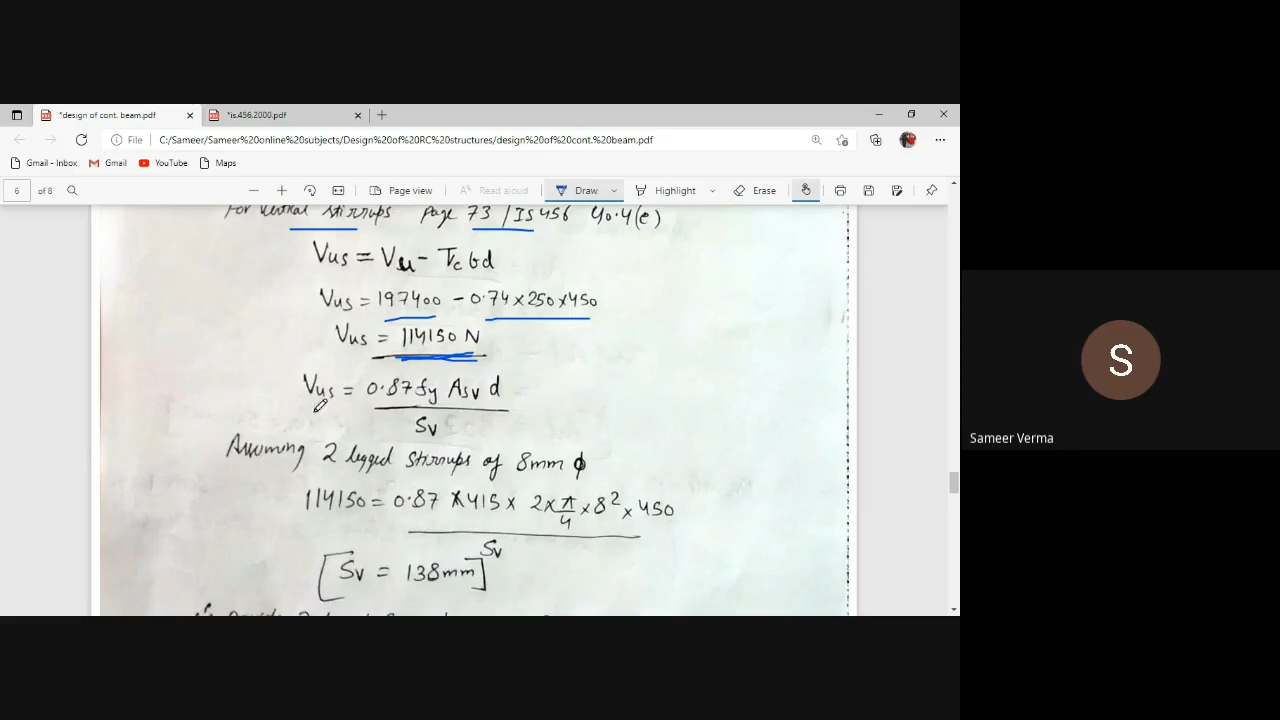 *design of cont. beam.pdf
*is.456.2000.pdf
File C:/Sameer/Sameer%20online%20subjects/Design%20of%20RC%20structures/design%20of%20cont.%20beam.pdf
Gmail - Inbox Gmail YouTube Maps
6 of 8 Page view Read aloud Draw Highlight Erase
For Vertical Stirrups Page 73 / IS 456 40.4(e)
Vus = Vu - Tc bd
Vus = 197400 - 0.74 × 250 × 450
Vus = 114150 N
Vus = 0.87 fy Asv d
Sv
Assuming 2 legged stirrups of 8mm ϕ
114150 = 0.87 × 415 × 2 × π/4 × 8² × 450
Sv
[Sv = 138mm]
S
Sameer Verma